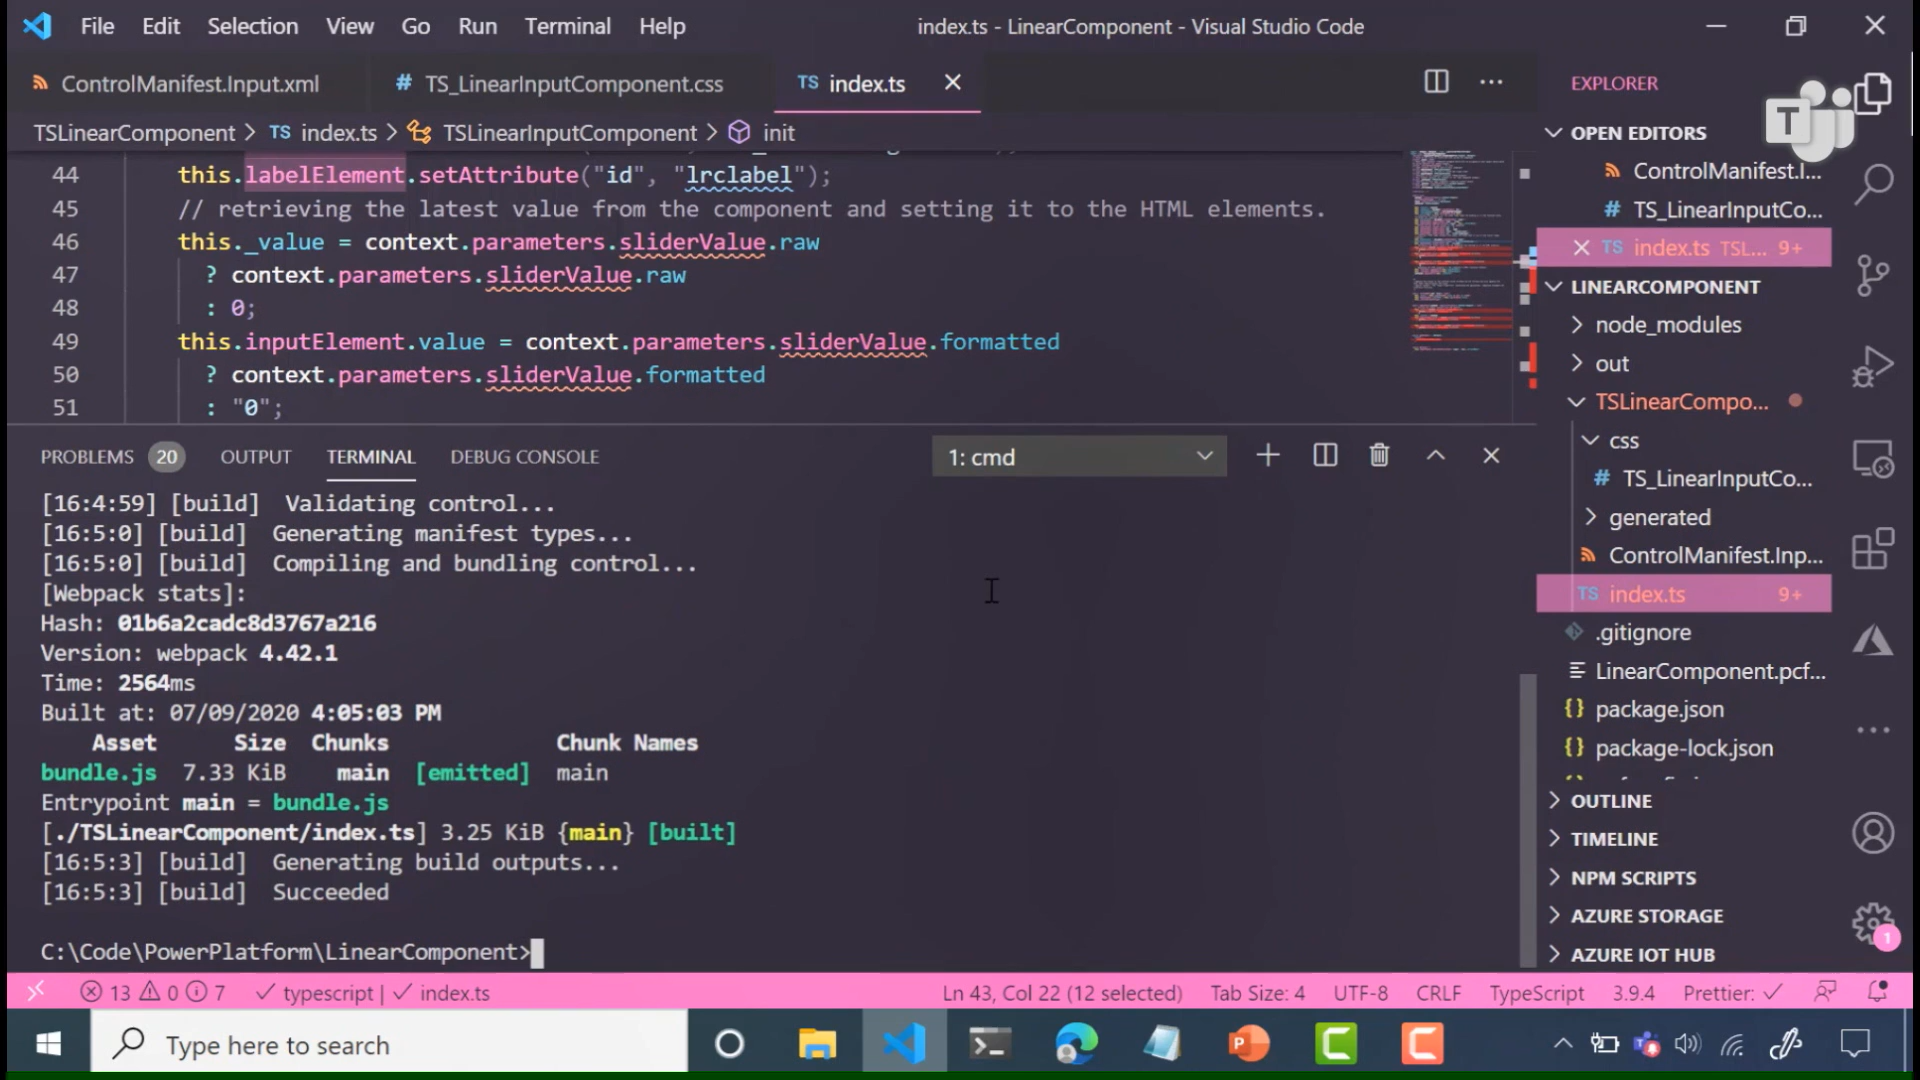 File Edit Selection View Go Run Terminal Help
index.ts - LinearComponent - Visual Studio Code
ControlManifest.Input.xml
# TS_LinearInputComponent.css
TS index.ts
TSLinearComponent > TS index.ts > TSLinearInputComponent > init
44 this.labelElement.setAttribute("id", "lrclabel");
45 // retrieving the latest value from the component and setting it to the HTML elements.
46 this._value = context.parameters.sliderValue.raw
47 ? context.parameters.sliderValue.raw
48 : 0;
49 this.inputElement.value = context.parameters.sliderValue.formatted
50 ? context.parameters.sliderValue.formatted
51 : "0";
PROBLEMS 20 OUTPUT TERMINAL DEBUG CONSOLE
1: cmd
[16:4:59] [build] Validating control...
[16:5:0] [build] Generating manifest types...
[16:5:0] [build] Compiling and bundling control...
[Webpack stats]:
Hash: 01b6a2cadc8d3767a216
Version: webpack 4.42.1
Time: 2564ms
Built at: 07/09/2020 4:05:03 PM
Asset Size Chunks Chunk Names
bundle.js 7.33 KiB main [emitted] main
Entrypoint main = bundle.js
[./TSLinearComponent/index.ts] 3.25 KiB {main} [built]
[16:5:3] [build] Generating build outputs...
[16:5:3] [build] Succeeded
C:\Code\PowerPlatform\LinearComponent>
EXPLORER
T
OPEN EDITORS
ControlManifest.I...
# TS_LinearInputCo...
TS index.ts TSL... 9+
LINEARCOMPONENT
node_modules
out
TSLinearCompo...
css
# TS_LinearInputCo...
generated
ControlManifest.Inp...
TS index.ts 9+
.gitignore
LinearComponent.pcf...
{} package.json
{} package-lock.json
OUTLINE
TIMELINE
NPM SCRIPTS
AZURE STORAGE
AZURE IOT HUB
1
13 0 7 typescript | index.ts
Ln 43, Col 22 (12 selected) Tab Size: 4 UTF-8 CRLF TypeScript 3.9.4 Prettier:
Type here to search
P
C
C